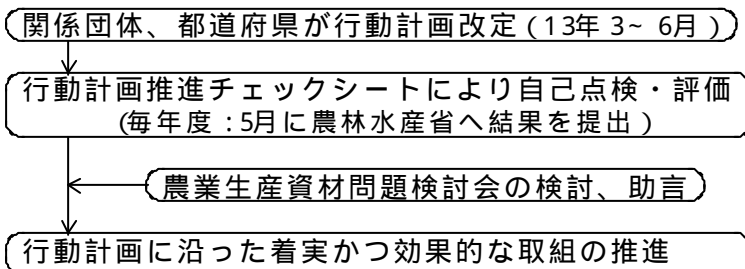 関係団体、都道府県が行動計画改定(13年3~6月)
行動計画推進チェックシートにより自己点検・評価
(毎年度:5月に農林水産省へ結果を提出)
農業生産資材問題検討会の検討、助言
行動計画に沿った着実かつ効果的な取組の推進